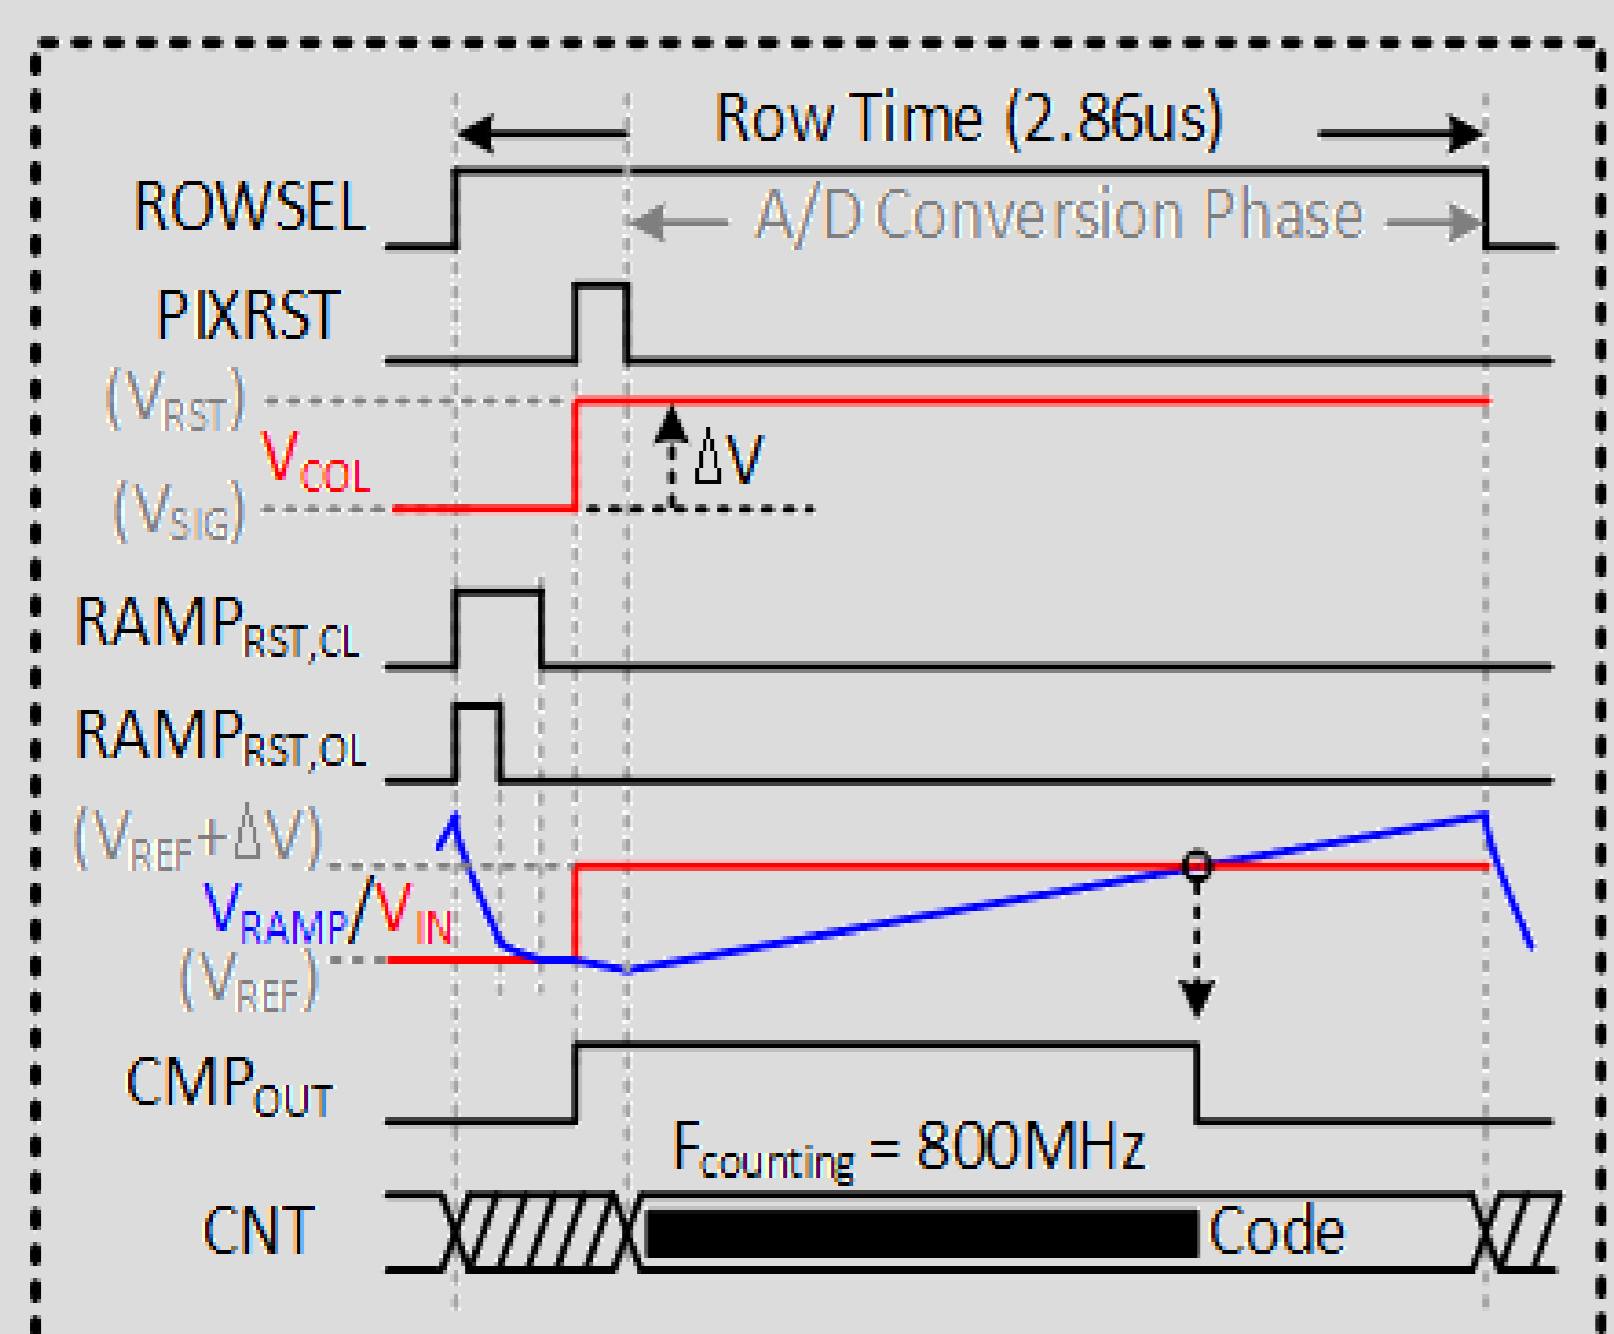 Row Time (2.86us)
ROWSEL
A/D Conversion Phase
PIXRST
(VRST)
VCOL
ΔV
(VSIG)
RAMPRST,CL
RAMPRST,OL
(VREF+ΔV)
VRAMP/VIN
(VREF)
CMPOUT
Fcounting = 800MHz
CNT
Code